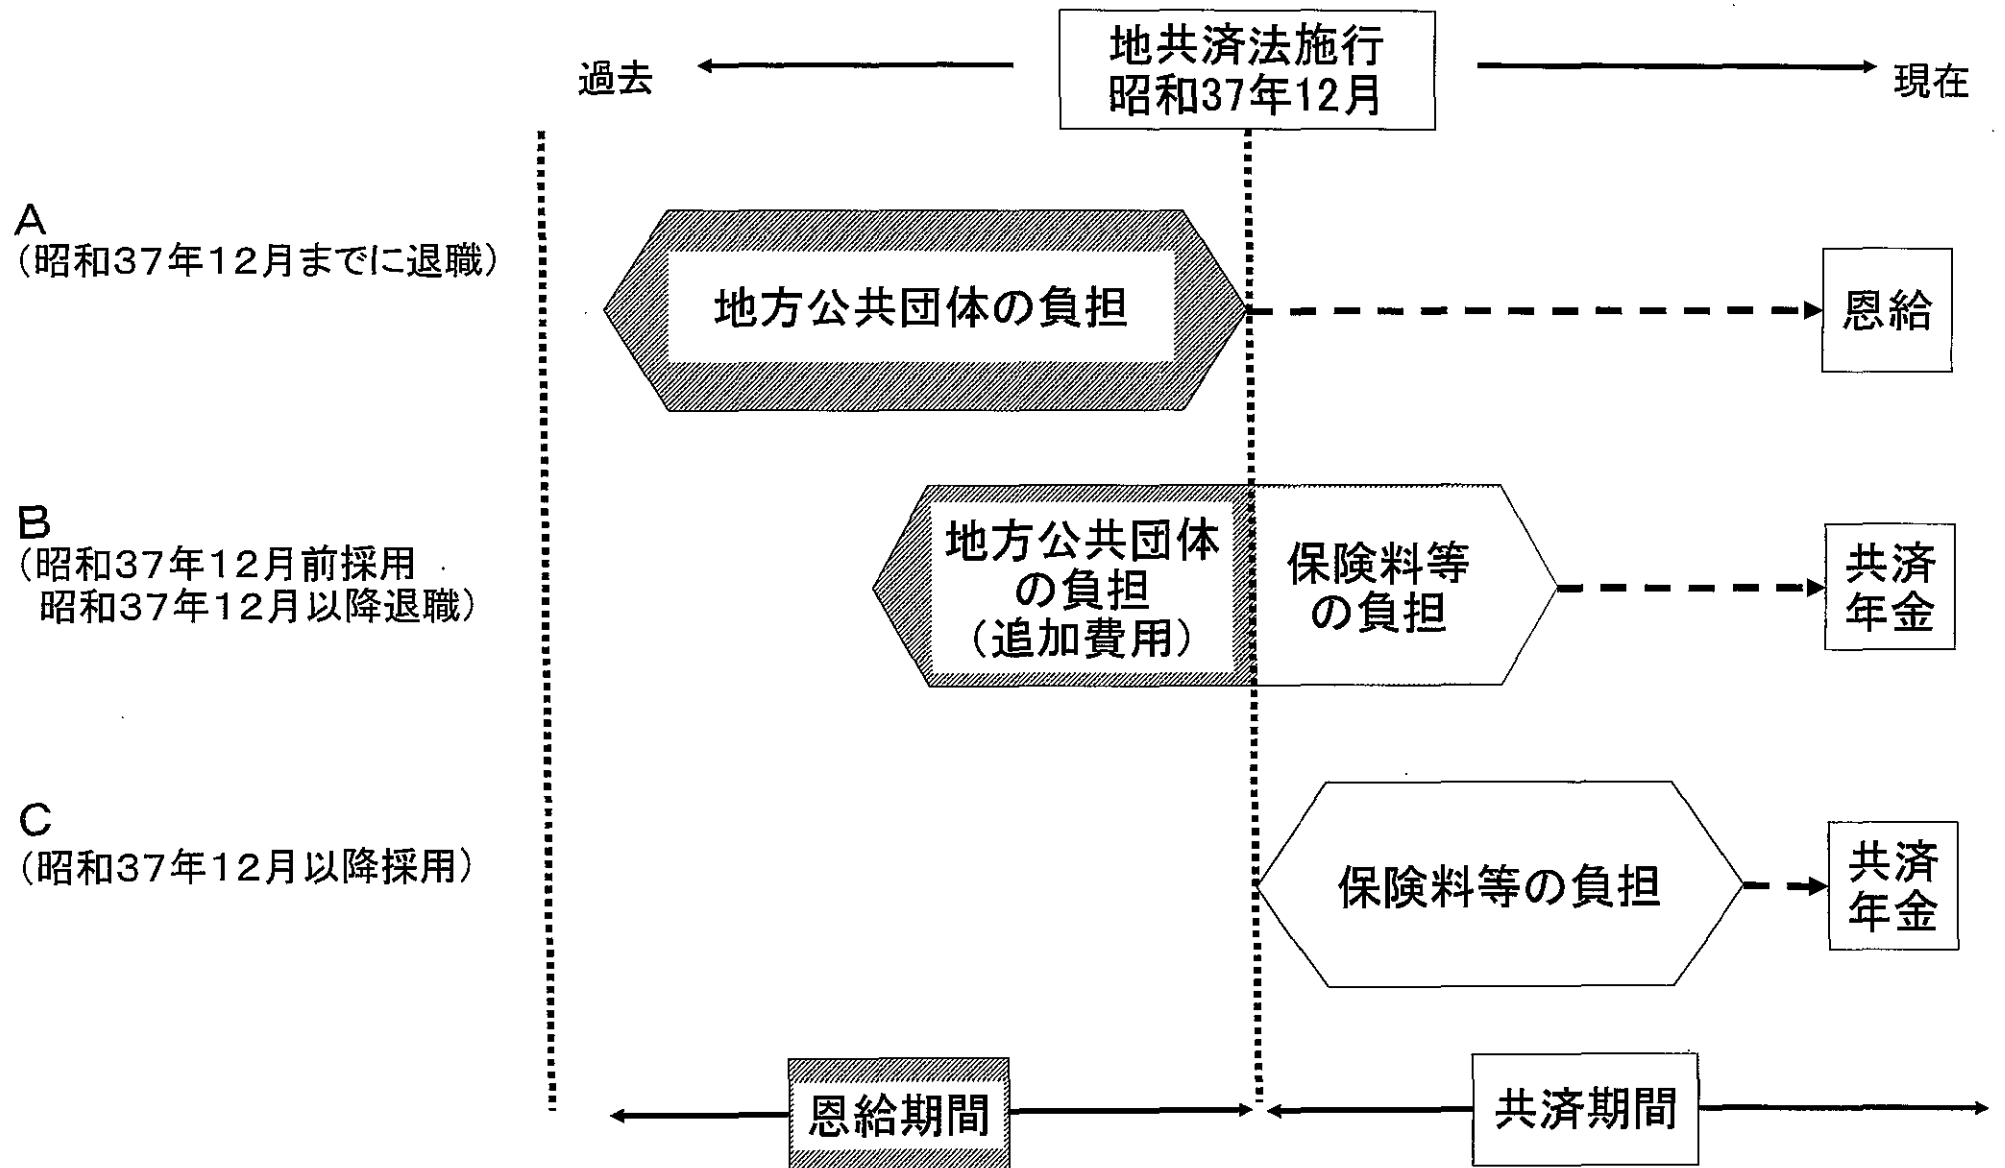 地共済法施行
昭和37年12月
過去
現在
A
(昭和37年12月までに退職)
地方公共団体の負担
恩給
B
(昭和37年12月前採用
昭和37年12月以降退職)
地方公共団体
の負担
(追加費用)
保険料等
の負担
共済
年金
C
(昭和37年12月以降採用)
保険料等の負担
共済
年金
恩給期間
共済期間